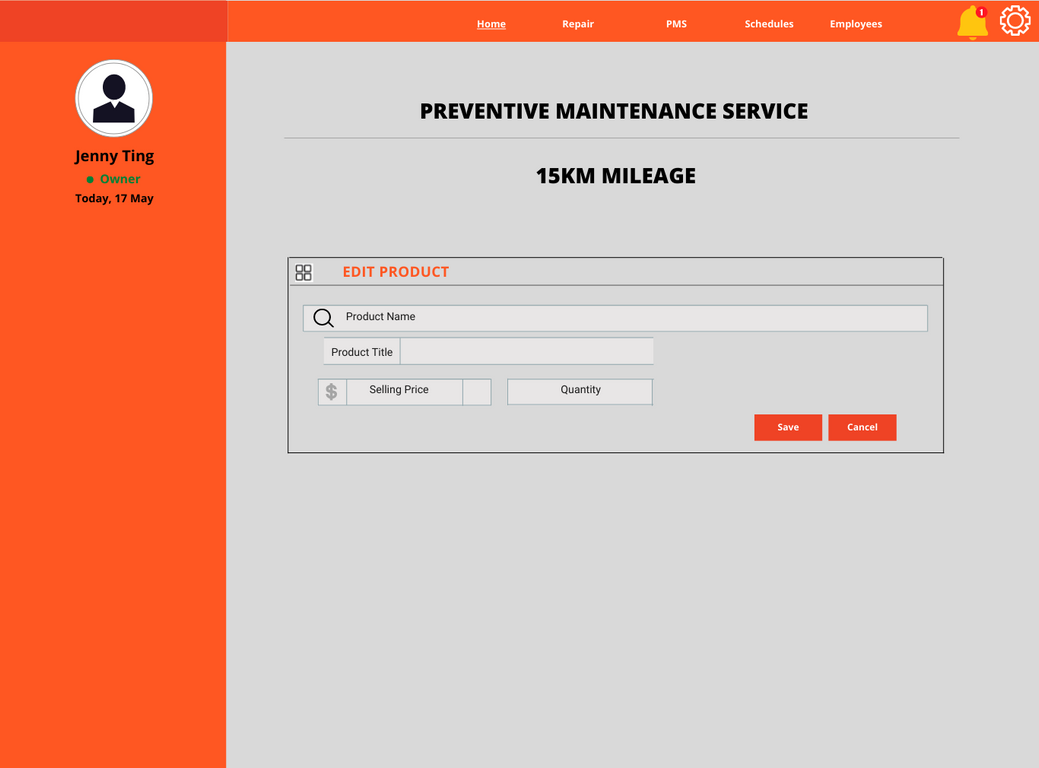 Home Repair PMS Schedules Employees 1
Jenny Ting
Owner
Today, 17 May
PREVENTIVE MAINTENANCE SERVICE
15KM MILEAGE
EDIT PRODUCT
Product Name
Product Title
$ Selling Price Quantity
Save Cancel